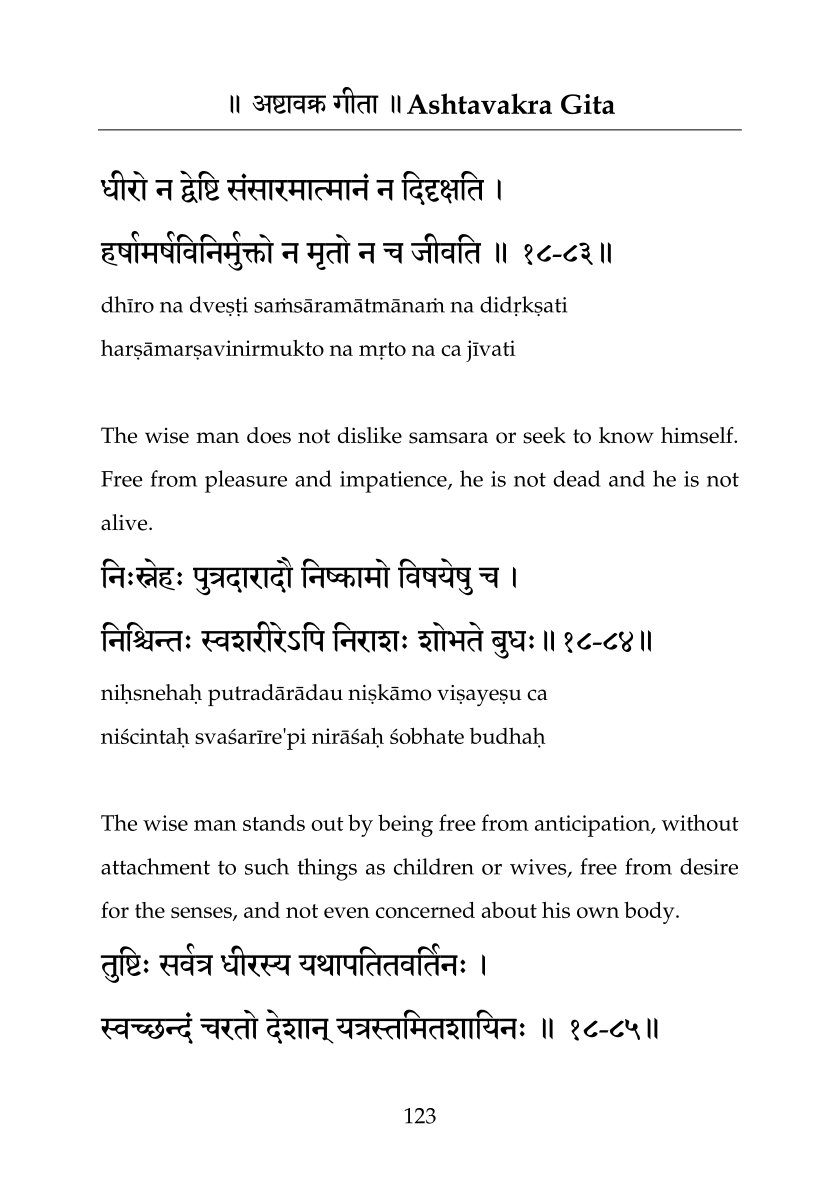 ॥ अष्टावक्र गीता ॥ Ashtavakra Gita
धीरो न द्वेष्टि संसारमात्मानं न दिदृक्षति ।
हर्षामर्षविनिर्मुक्तो न मृतो न च जीवति ॥ १८-८३॥
dhīro na dveṣṭi saṁsāramātmānaṁ na didṛkṣati
harṣāmarṣavinirmukto na mṛto na ca jīvati
The wise man does not dislike samsara or seek to know himself.
Free from pleasure and impatience, he is not dead and he is not
alive.
निःस्नेहः पुत्रदारादौ निष्कामो विषयेषु च ।
निश्चिन्तः स्वशरीरेऽपि निराशः शोभते बुधः॥ १८-८४॥
niḥsnehaḥ putradārādau niṣkāmo viṣayeṣu ca
niścintaḥ svaśarīre'pi nirāśaḥ śobhate budhaḥ
The wise man stands out by being free from anticipation, without
attachment to such things as children or wives, free from desire
for the senses, and not even concerned about his own body.
तुष्टिः सर्वत्र धीरस्य यथापतितवर्तिनः ।
स्वच्छन्दं चरतो देशान् यत्रस्तमितशायिनः ॥ १८-८५॥
123